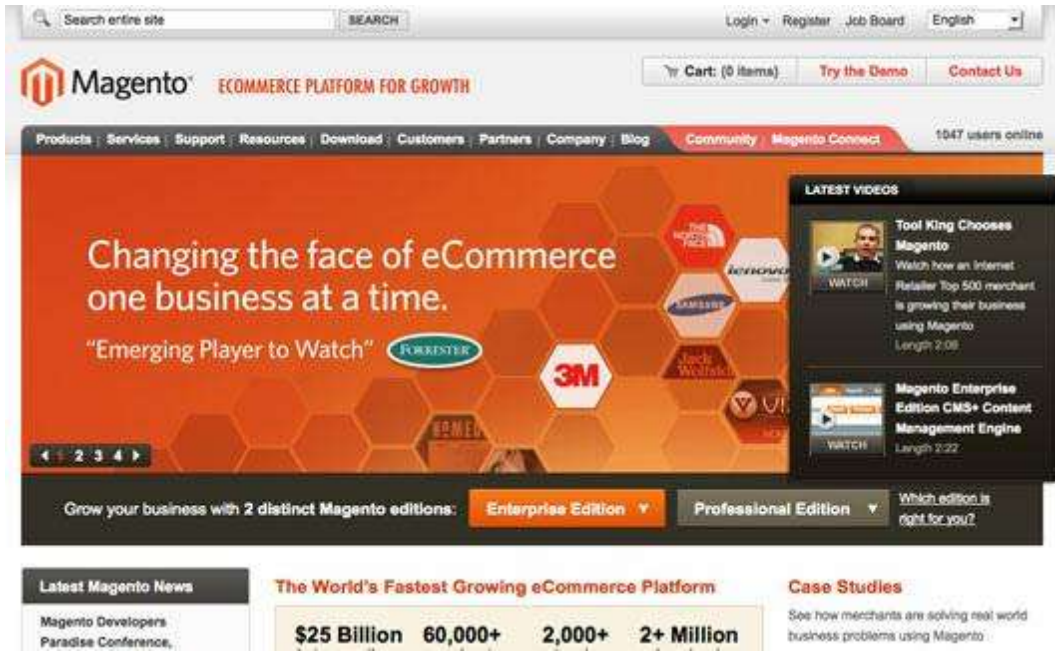 Search entire site
SEARCH
Login
Register
Job Board
English
Magento
ECOMMERCE PLATFORM FOR GROWTH
Cart: (0 items)
Try the Demo
Contact Us
Products
Services
Support
Resources
Download
Customers
Partners
Company
Blog
Community
Magento Connect
1047 users online
Changing the face of eCommerce
one business at a time.
"Emerging Player to Watch"
FORRESTER
THE NORTH FACE
lenovo
SAMSUNG
Jack Wolfskin
3M
1 2 3 4
LATEST VIDEOS
Tool King Chooses
Magento
Watch how an Internet
Retailer Top 500 merchant
is growing their business
using Magento
Length 2:08
WATCH
Magento Enterprise
Edition CMS+ Content
Management Engine
Length 2:22
WATCH
Grow your business with 2 distinct Magento editions:
Enterprise Edition
Professional Edition
Which edition is
right for you?
Latest Magento News
Magento Developers
Paradise Conference,
The World's Fastest Growing eCommerce Platform
$25 Billion
60,000+
2,000+
2+ Million
Case Studies
See how merchants are solving real world
business problems using Magento